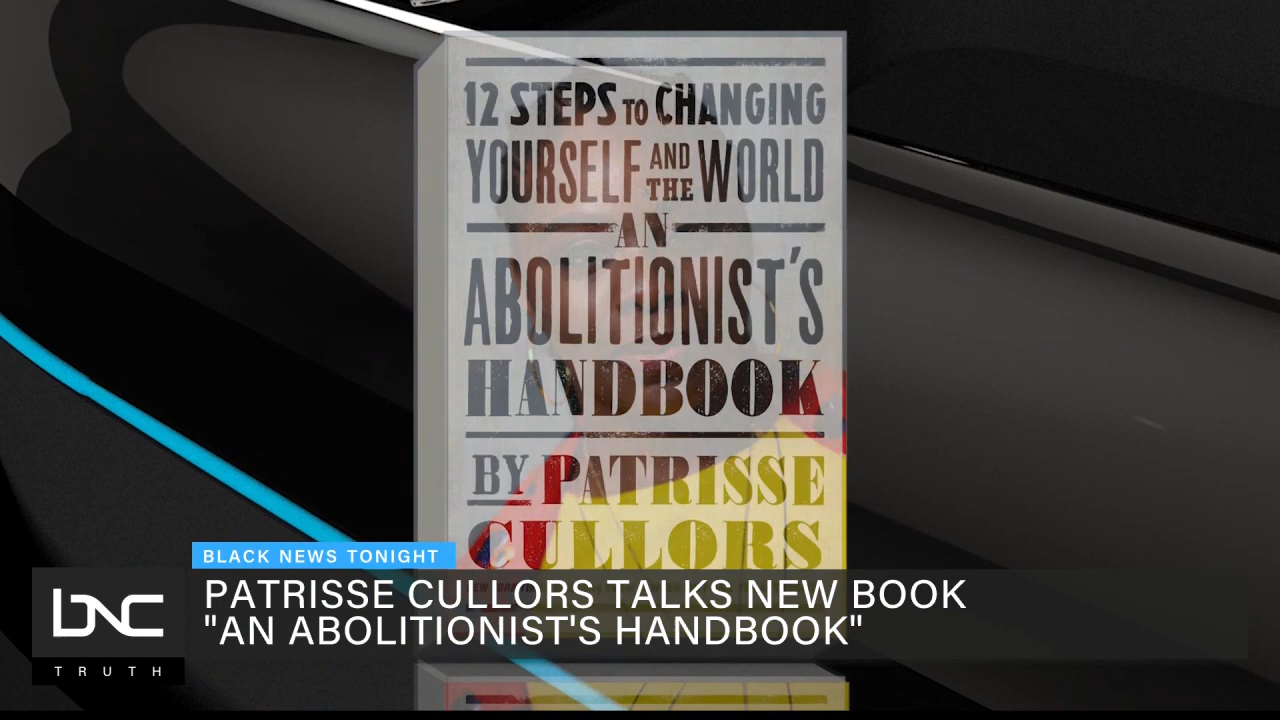 12 STEPS TO CHANGING
YOURSELF AND THE WORLD
AN
ABOLITIONIST'S
HANDBOOK
BY PATRISSE
CULLORS
BLACK NEWS TONIGHT
PATRISSE CULLORS TALKS NEW BOOK
"AN ABOLITIONIST'S HANDBOOK"
BNC
TRUTH